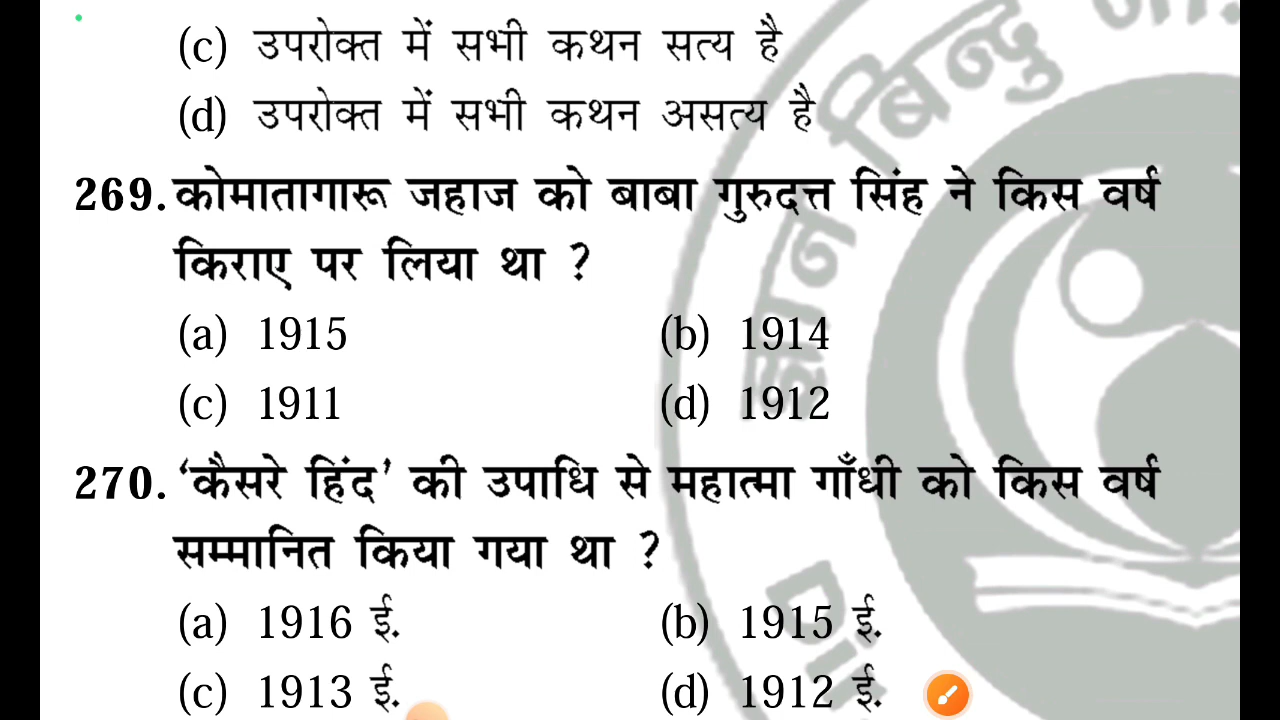 (c) उपरोक्त में सभी कथन सत्य है
(d) उपरोक्त में सभी कथन असत्य है
269. कोमातागारू जहाज को बाबा गुरुदत्त सिंह ने किस वर्ष
किराए पर लिया था ?
(a) 1915 (b) 1914
(c) 1911 (d) 1912
270. ‘कैसरे हिंद’ की उपाधि से महात्मा गाँधी को किस वर्ष
सम्मानित किया गया था ?
(a) 1916 ई. (b) 1915 ई.
(c) 1913 ई. (d) 1912 ई.
ज्ञान बिन्दु